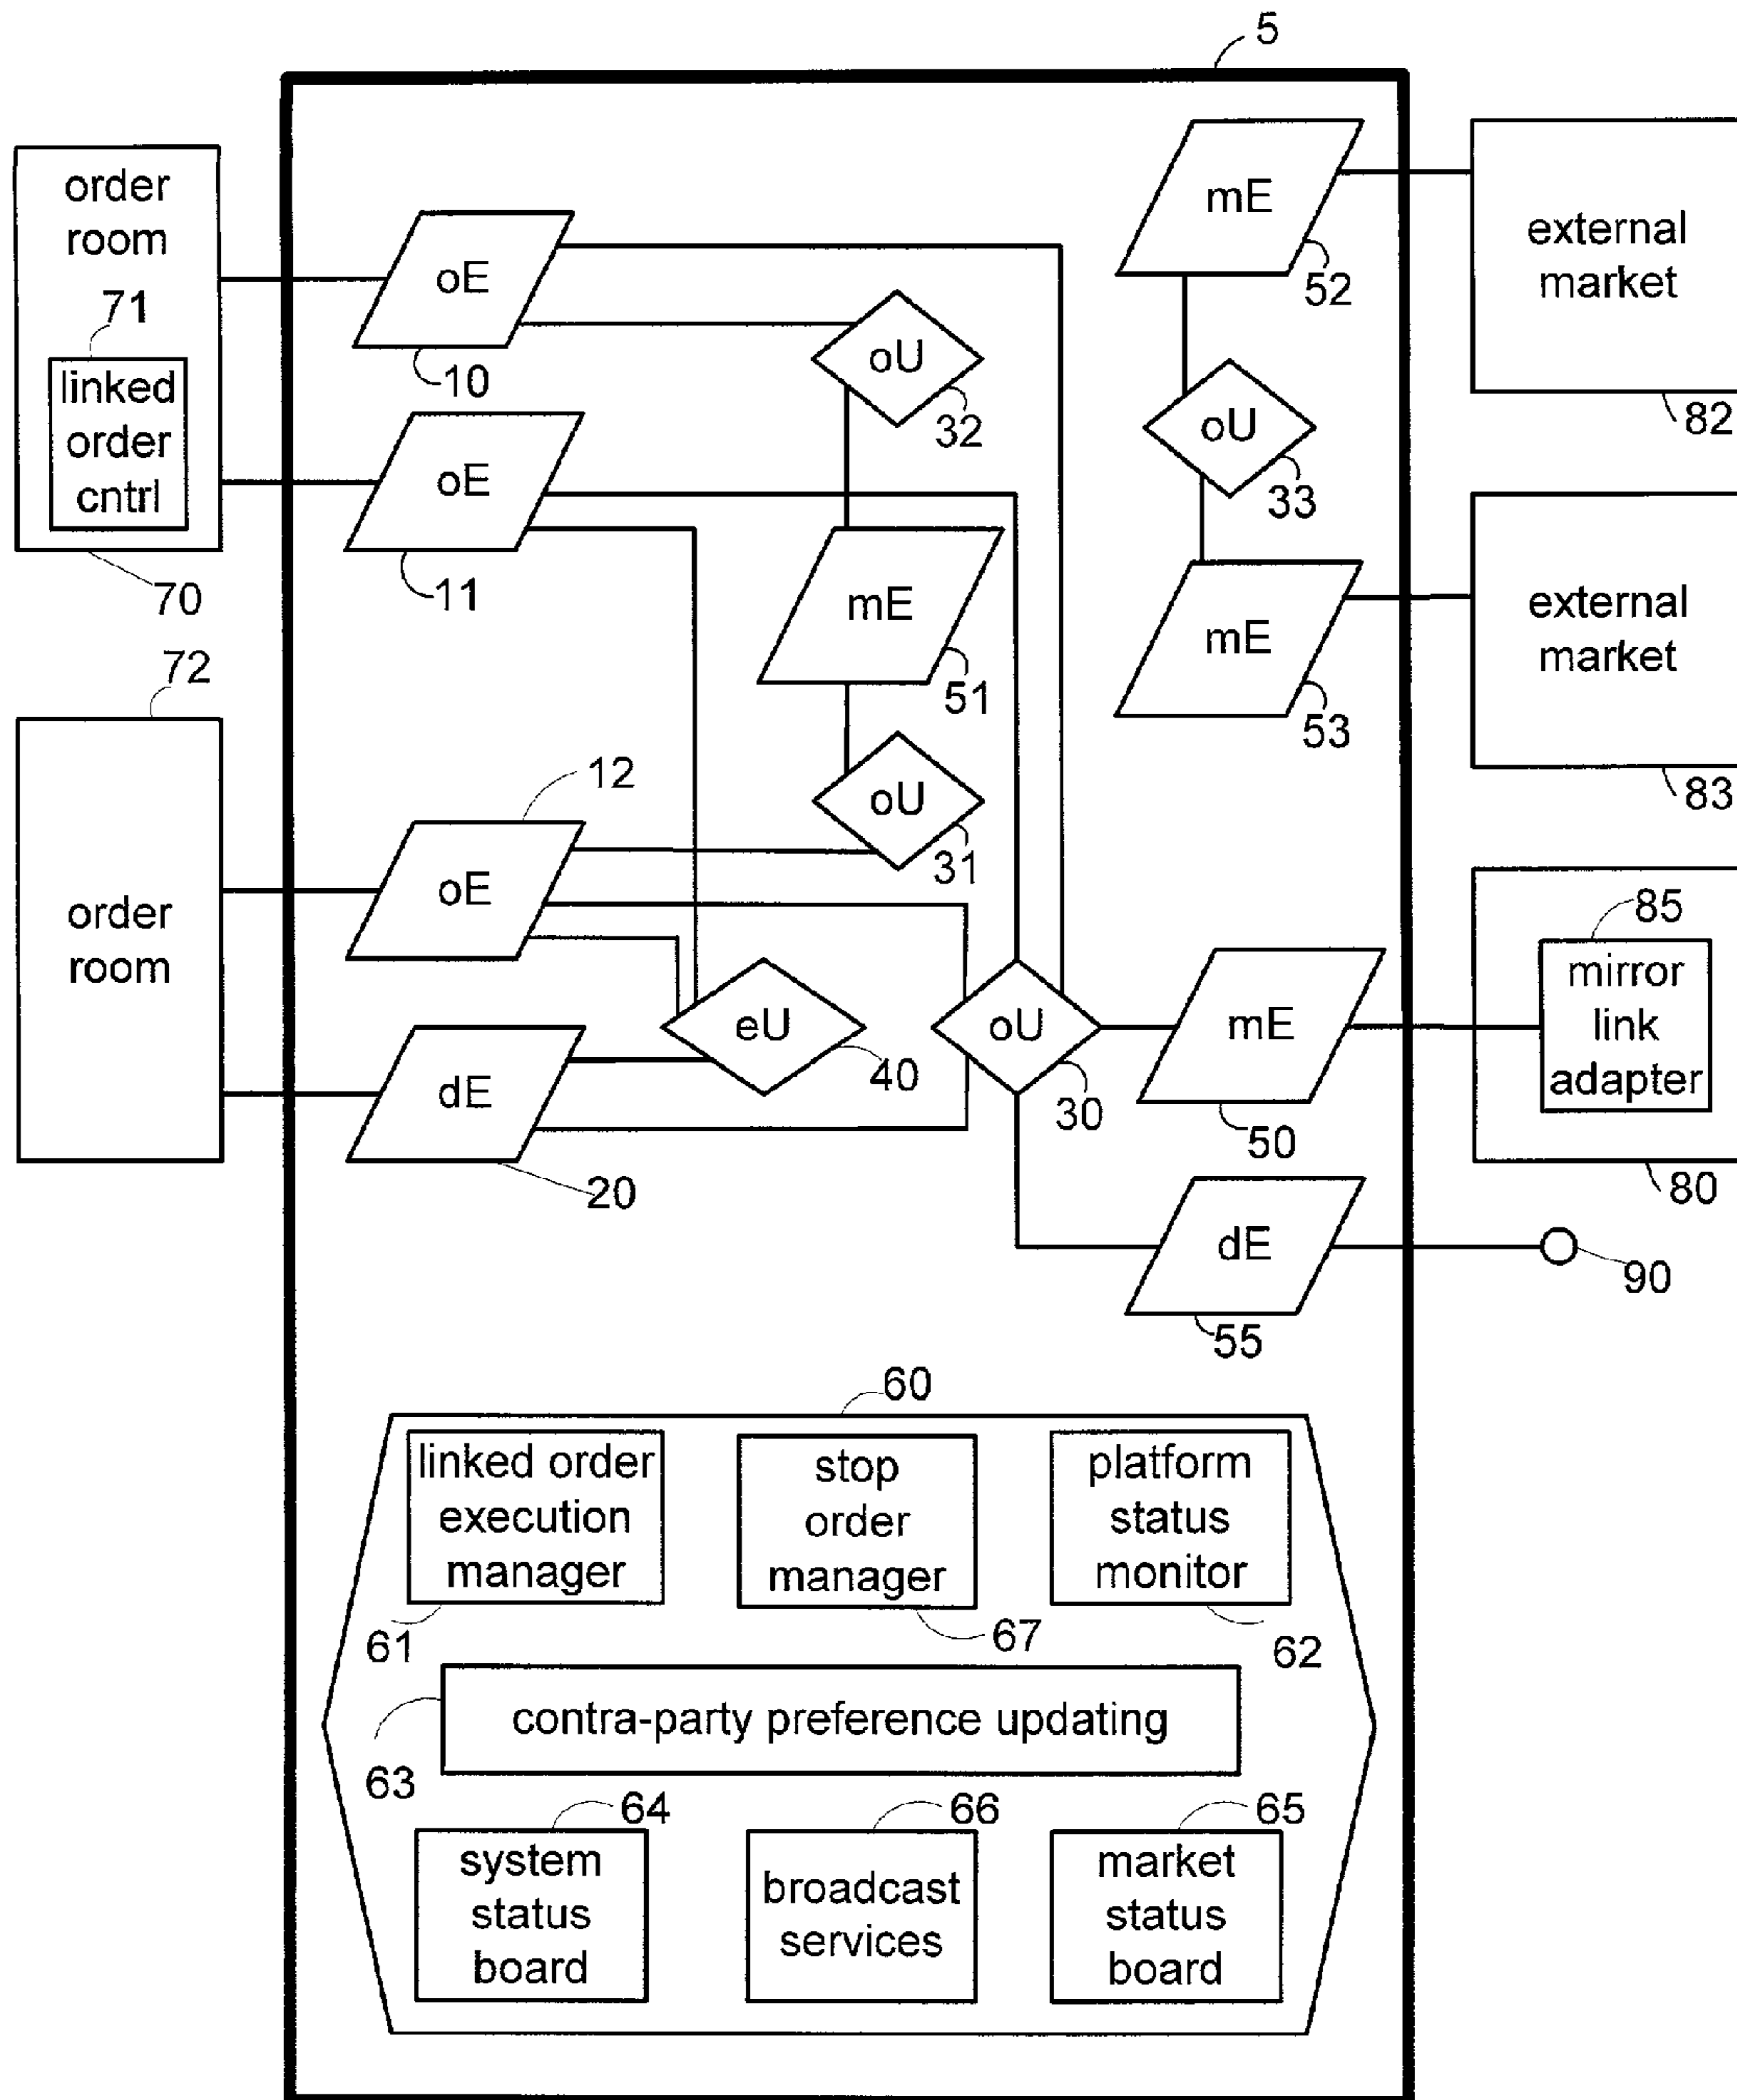 5
order
room
71
linked
order
cntrl
70
oE
10
oE
11
oU
32
mE
51
oU
31
mE
52
oU
33
mE
53
external
market
82
external
market
83
72
order
room
12
oE
dE
20
eU
40
oU
30
mE
50
85
mirror
link
adapter
80
dE
55
90
60
linked order
execution
manager
61
stop
order
manager
67
platform
status
monitor
62
contra-party preference updating
63
64
system
status
board
66
broadcast
services
65
market
status
board